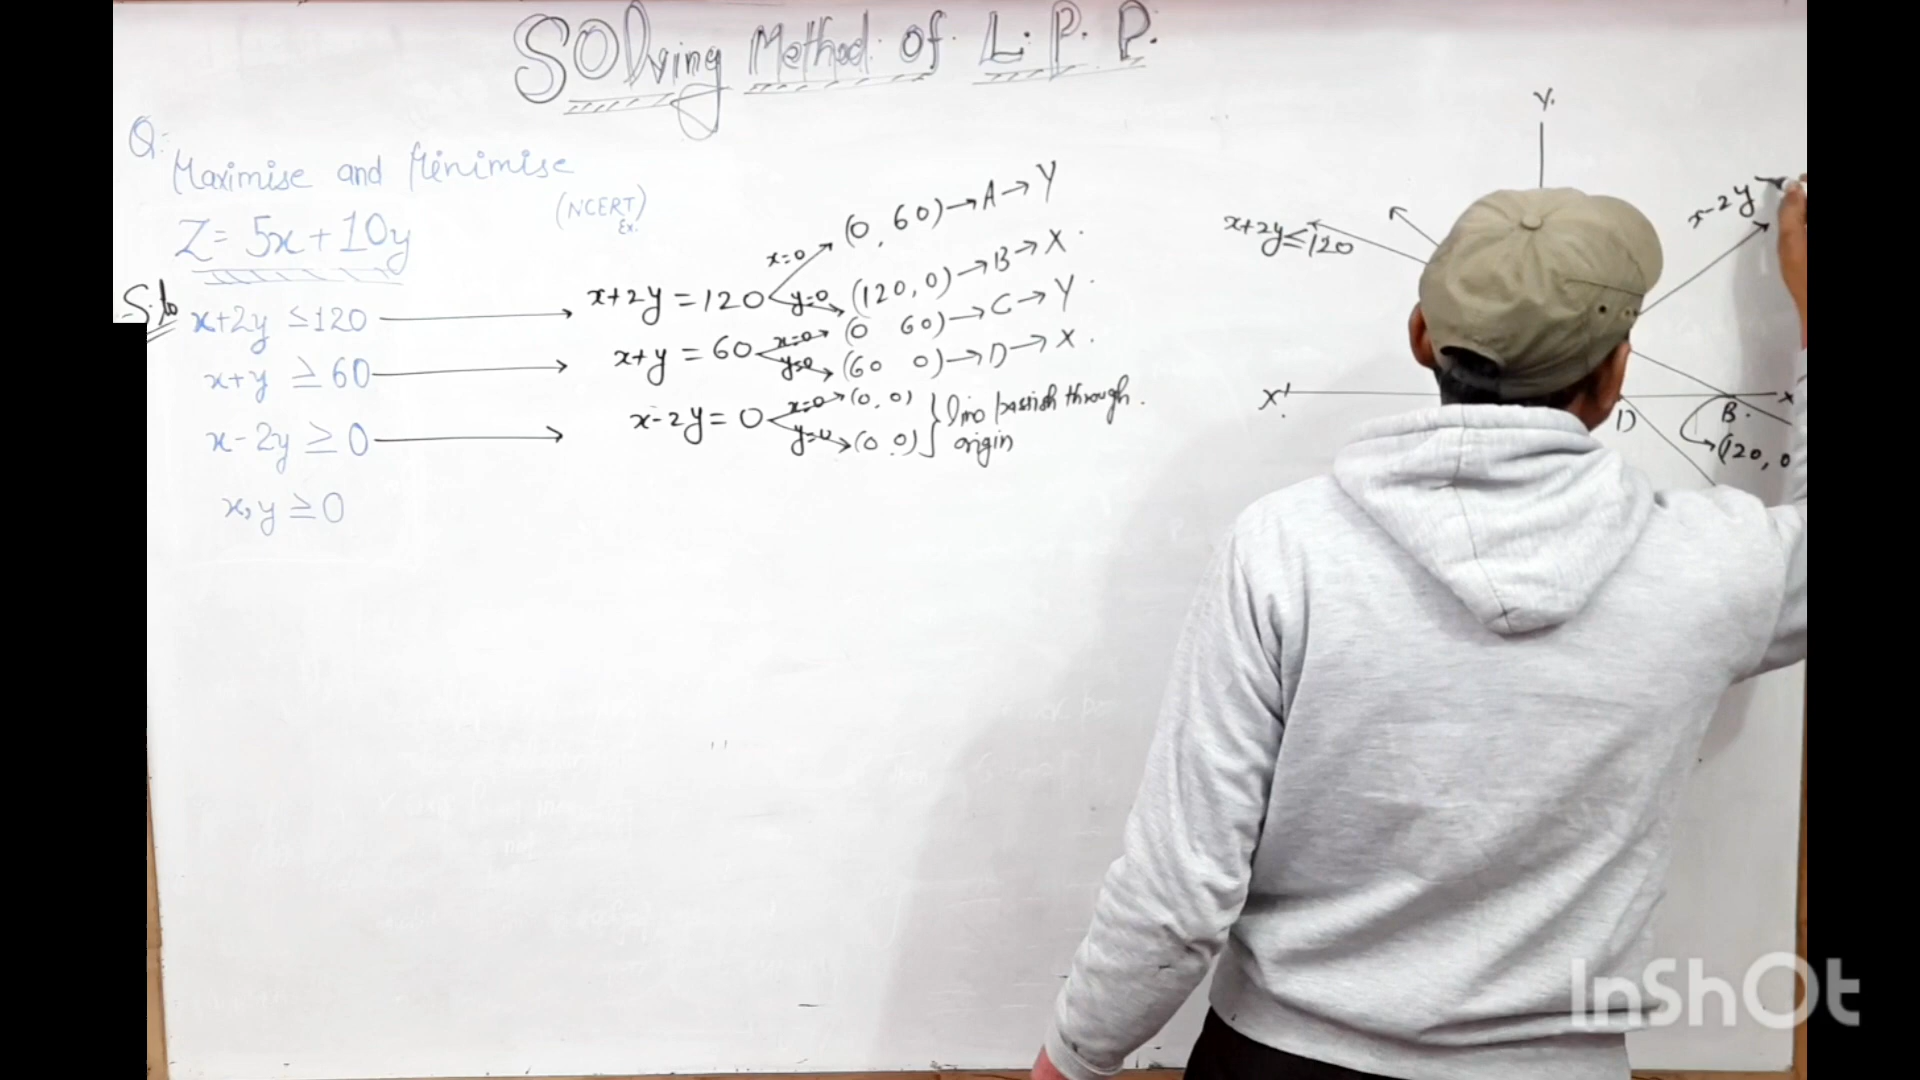 SOLving Method of L.P.P.
Q:
Maximise and Minimise
(NCERT)
Ex.
Z = 5x+10y
S.to
x+2y ≤ 120 → x+2y = 120
x=0 (0, 60) → A → Y
y=0 (120, 0) → B → X
x+y ≥ 60 → x+y = 60
x=0 (0 60) → C → Y
y=0 (60 0) → D → X
x-2y ≥ 0 → x-2y = 0
x=0 (0, 0)
y=0 (0, 0)
through
origin
x, y ≥ 0
Y
x+2y ≤ 120
x-2y
X'
X
D
B
(120, 0
InShOt